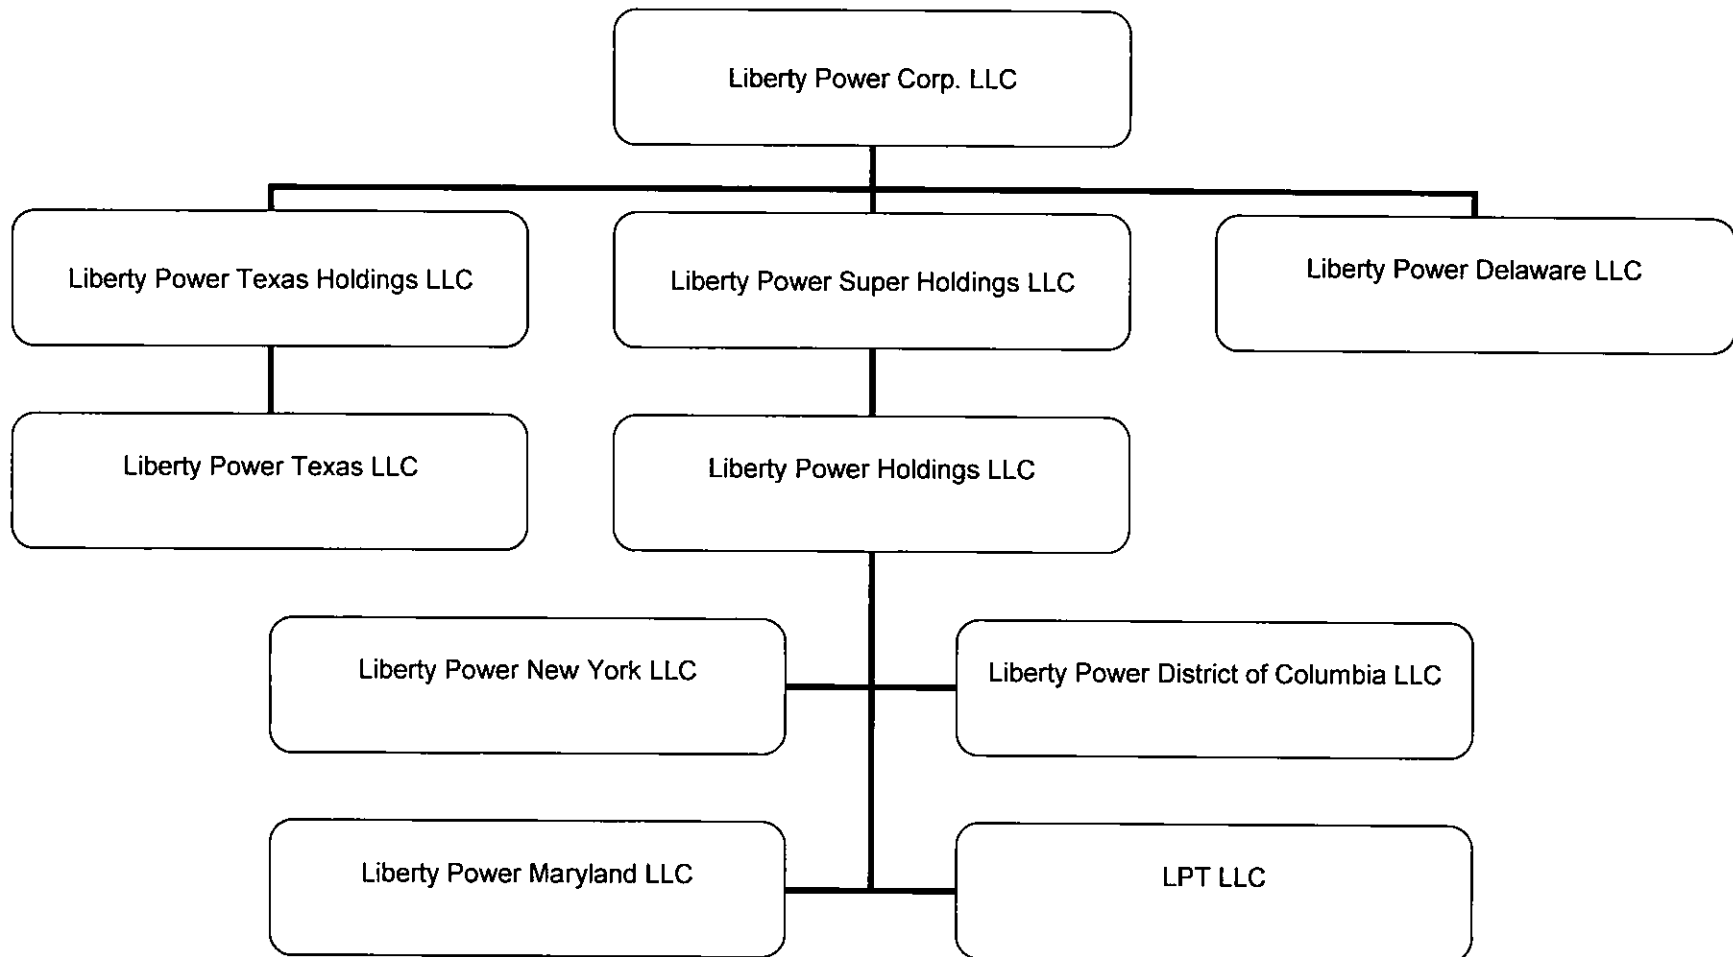 Liberty Power Corp. LLC
Liberty Power Texas Holdings LLC
Liberty Power Super Holdings LLC
Liberty Power Delaware LLC
Liberty Power Texas LLC
Liberty Power Holdings LLC
Liberty Power New York LLC
Liberty Power District of Columbia LLC
Liberty Power Maryland LLC
LPT LLC